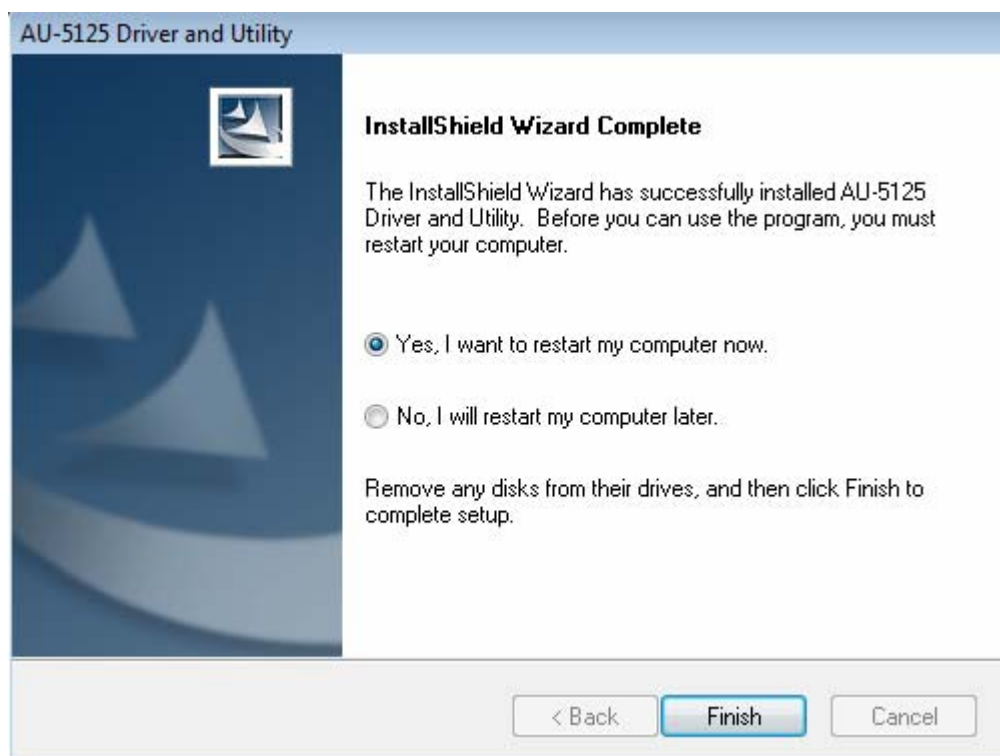 AU-5125 Driver and Utility
InstallShield Wizard Complete
The InstallShield Wizard has successfully installed AU-5125
Driver and Utility.  Before you can use the program, you must
restart your computer.
Yes, I want to restart my computer now.
No, I will restart my computer later.
Remove any disks from their drives, and then click Finish to
complete setup.
< Back
Finish
Cancel